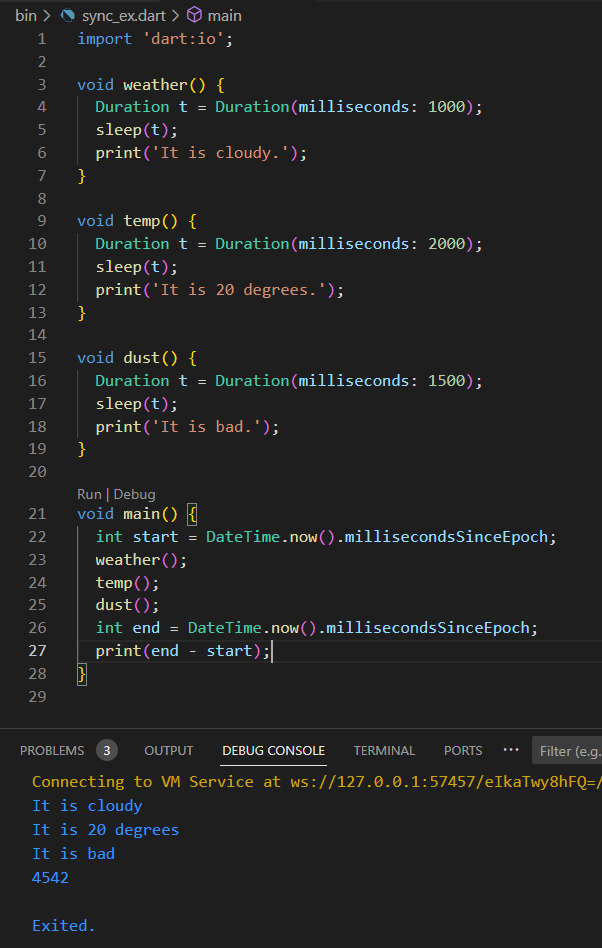 bin > sync_ex.dart > main
1 import 'dart:io';
2
3 void weather() {
4 Duration t = Duration(milliseconds: 1000);
5 sleep(t);
6 print('It is cloudy.');
7 }
8
9 void temp() {
10 Duration t = Duration(milliseconds: 2000);
11 sleep(t);
12 print('It is 20 degrees.');
13 }
14
15 void dust() {
16 Duration t = Duration(milliseconds: 1500);
17 sleep(t);
18 print('It is bad.');
19 }
20
Run | Debug
21 void main() {
22 int start = DateTime.now().millisecondsSinceEpoch;
23 weather();
24 temp();
25 dust();
26 int end = DateTime.now().millisecondsSinceEpoch;
27 print(end - start);
28 }
29
PROBLEMS 3 OUTPUT DEBUG CONSOLE TERMINAL PORTS ··· Filter (e.g.
Connecting to VM Service at ws://127.0.0.1:57457/eIkaTwy8hFQ=/
It is cloudy
It is 20 degrees
It is bad
4542
Exited.